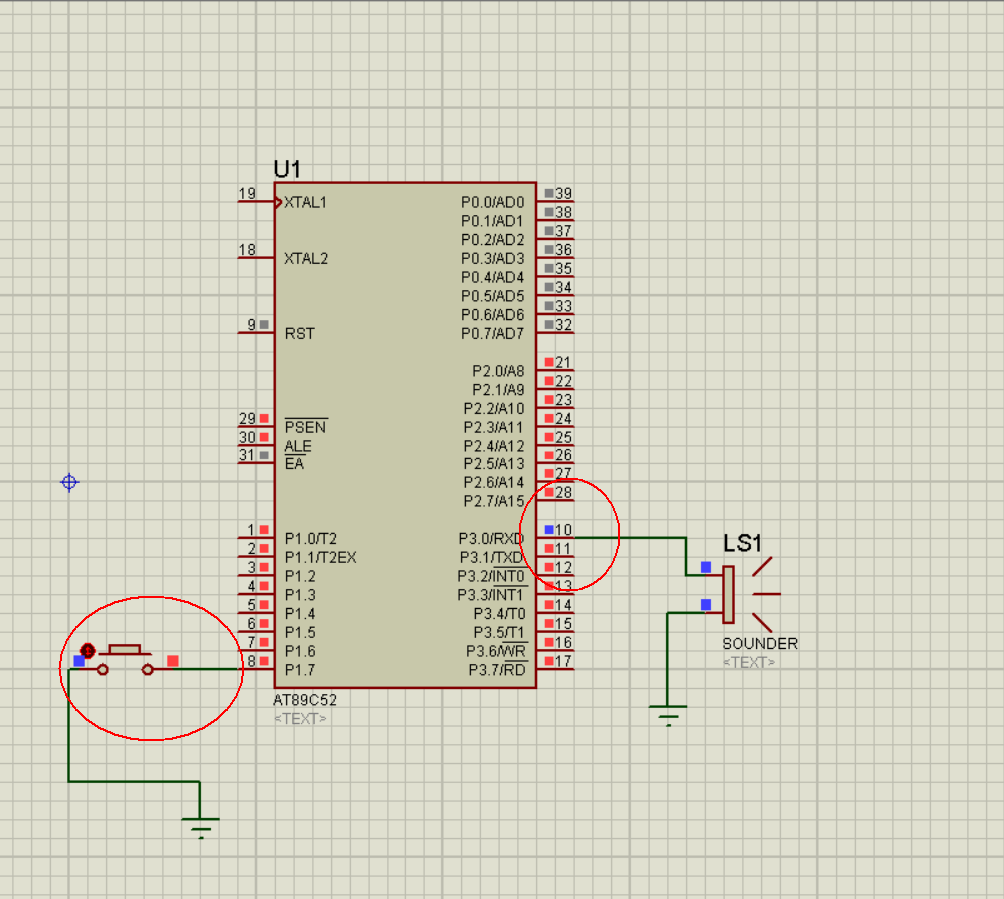 U1
19 XTAL1 P0.0/AD0 39
P0.1/AD1 38
P0.2/AD2 37
18 XTAL2 P0.3/AD3 36
P0.4/AD4 35
P0.5/AD5 34
P0.6/AD6 33
9 RST P0.7/AD7 32
P2.0/A8 21
P2.1/A9 22
P2.2/A10 23
29 PSEN P2.3/A11 24
30 ALE P2.4/A12 25
31 EA P2.5/A13 26
P2.6/A14 27
P2.7/A15 28
1 P1.0/T2 P3.0/RXD 10
2 P1.1/T2EX P3.1/TXD 11
3 P1.2 P3.2/INT0 12
4 P1.3 P3.3/INT1 13
5 P1.4 P3.4/T0 14
6 P1.5 P3.5/T1 15
7 P1.6 P3.6/WR 16
8 P1.7 P3.7/RD 17
AT89C52
<TEXT>
LS1
SOUNDER
<TEXT>